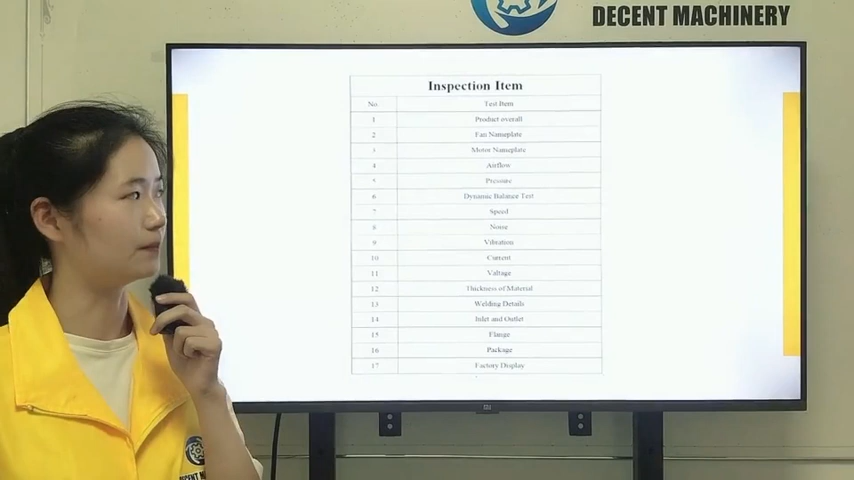 DECENT MACHINERY
Inspection Item
No Test Item
1 Product overall
2 Fan Nameplate
3 Motor Nameplate
4 Airflow
5 Pressure
6 Dynamic Balance Test
7 Speed
8 Noise
9 Vibration
10 Current
11 Valtage
12 Thickness of Material
13 Welding Details
14 Inlet and Outlet
15 Flange
16 Package
17 Factory Display
DECENT